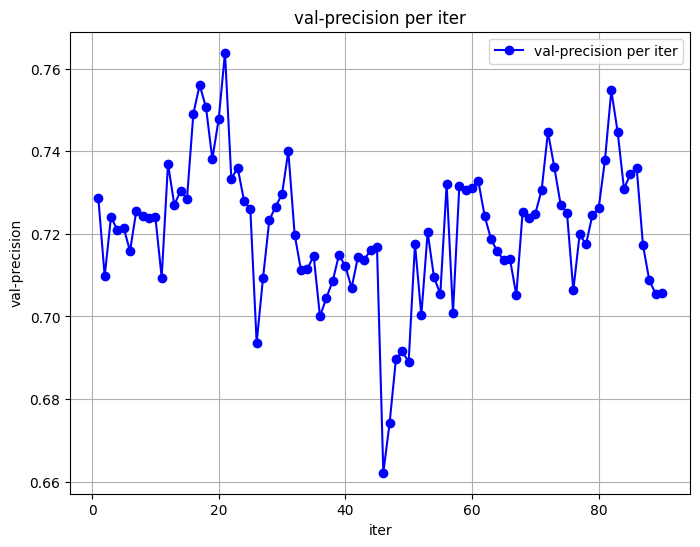 val-precision per iter
val-precision per iter
0.76
0.74
0.72
0.70
0.68
0.66
val-precision
0
20
40
60
80
iter